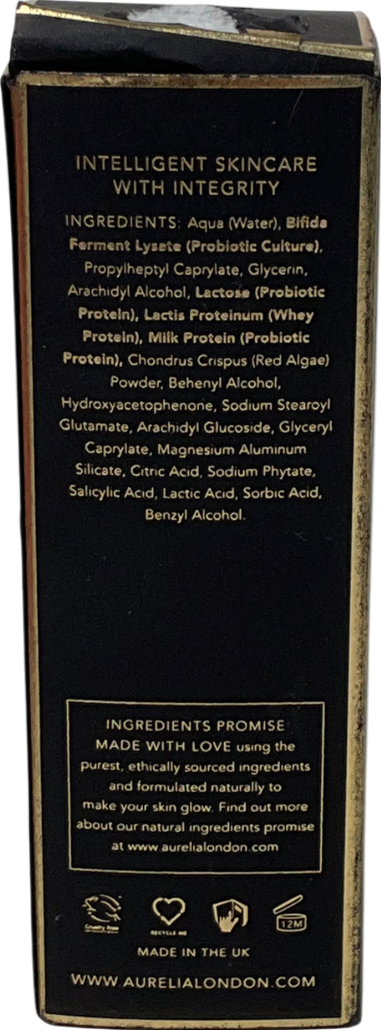 INTELLIGENT SKINCARE
WITH INTEGRITY
INGREDIENTS: Aqua (Water), Bifida
Ferment Lysate (Probiotic Culture),
Propylheptyl Caprylate, Glycerin,
Arachidyl Alcohol, Lactose (Probiotic
Protein), Lactis Proteinum (Whey
Protein), Milk Protein (Probiotic
Protein), Chondrus Crispus (Red Algae)
Powder, Behenyl Alcohol,
Hydroxyacetophenone, Sodium Stearoyl
Glutamate, Arachidyl Glucoside, Glyceryl
Caprylate, Magnesium Aluminum
Silicate, Citric Acid, Sodium Phytate,
Salicylic Acid, Lactic Acid, Sorbic Acid,
Benzyl Alcohol.
INGREDIENTS PROMISE
MADE WITH LOVE using the
purest, ethically sourced ingredients
and formulated naturally to
make your skin glow. Find out more
about our natural ingredients promise
at www.aurelialondon.com
Cruelty free
RECYCLE ME
12M
MADE IN THE UK
WWW.AURELIALONDON.COM